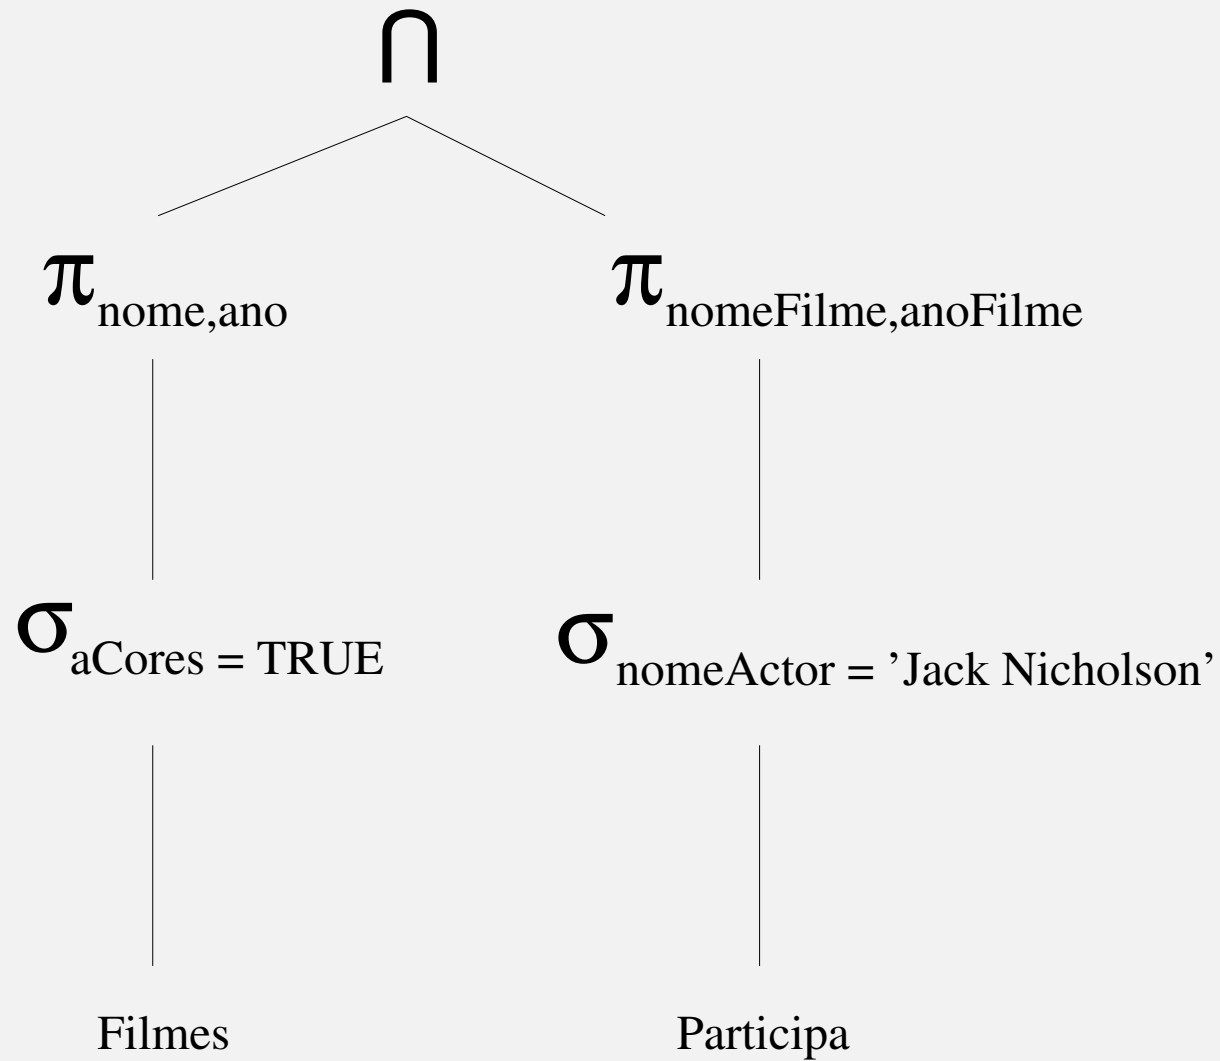 ∩
π nome,ano π nomeFilme,anoFilme
σ aCores = TRUE σ nomeActor = ’Jack Nicholson’
Filmes Participa